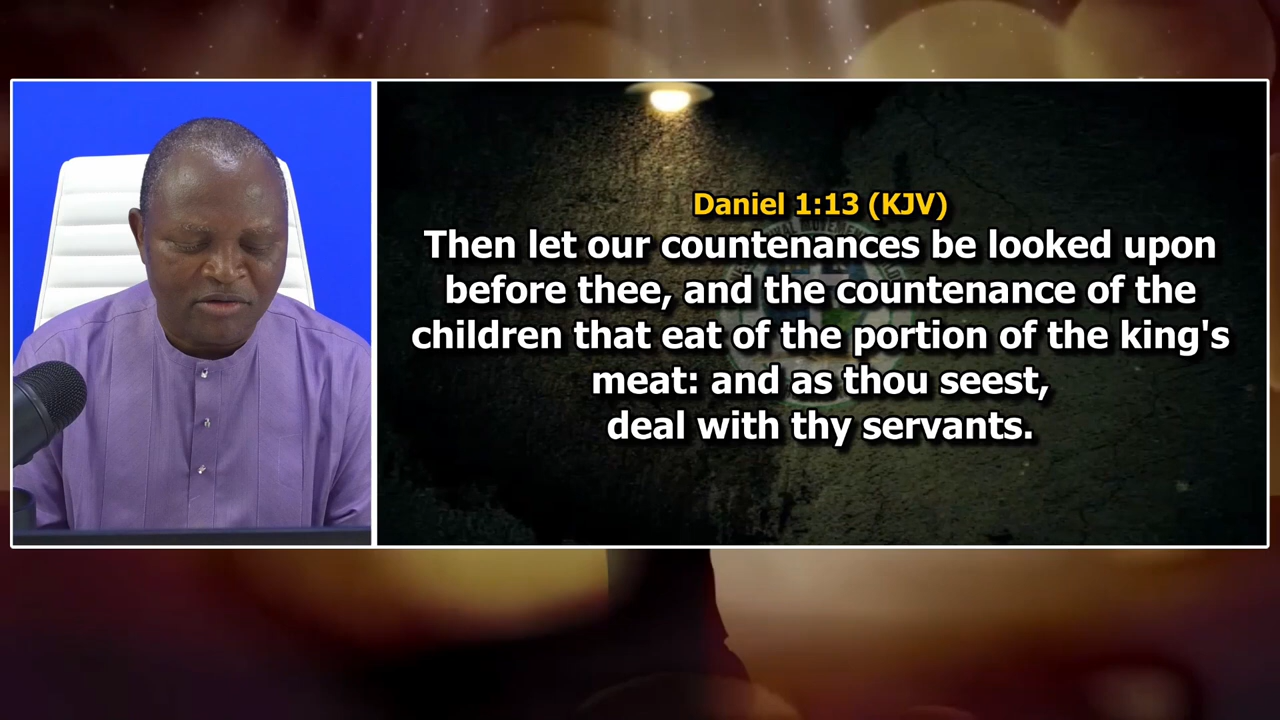 Daniel 1:13 (KJV)
Then let our countenances be looked upon
before thee, and the countenance of the
children that eat of the portion of the king's
meat: and as thou seest,
deal with thy servants.